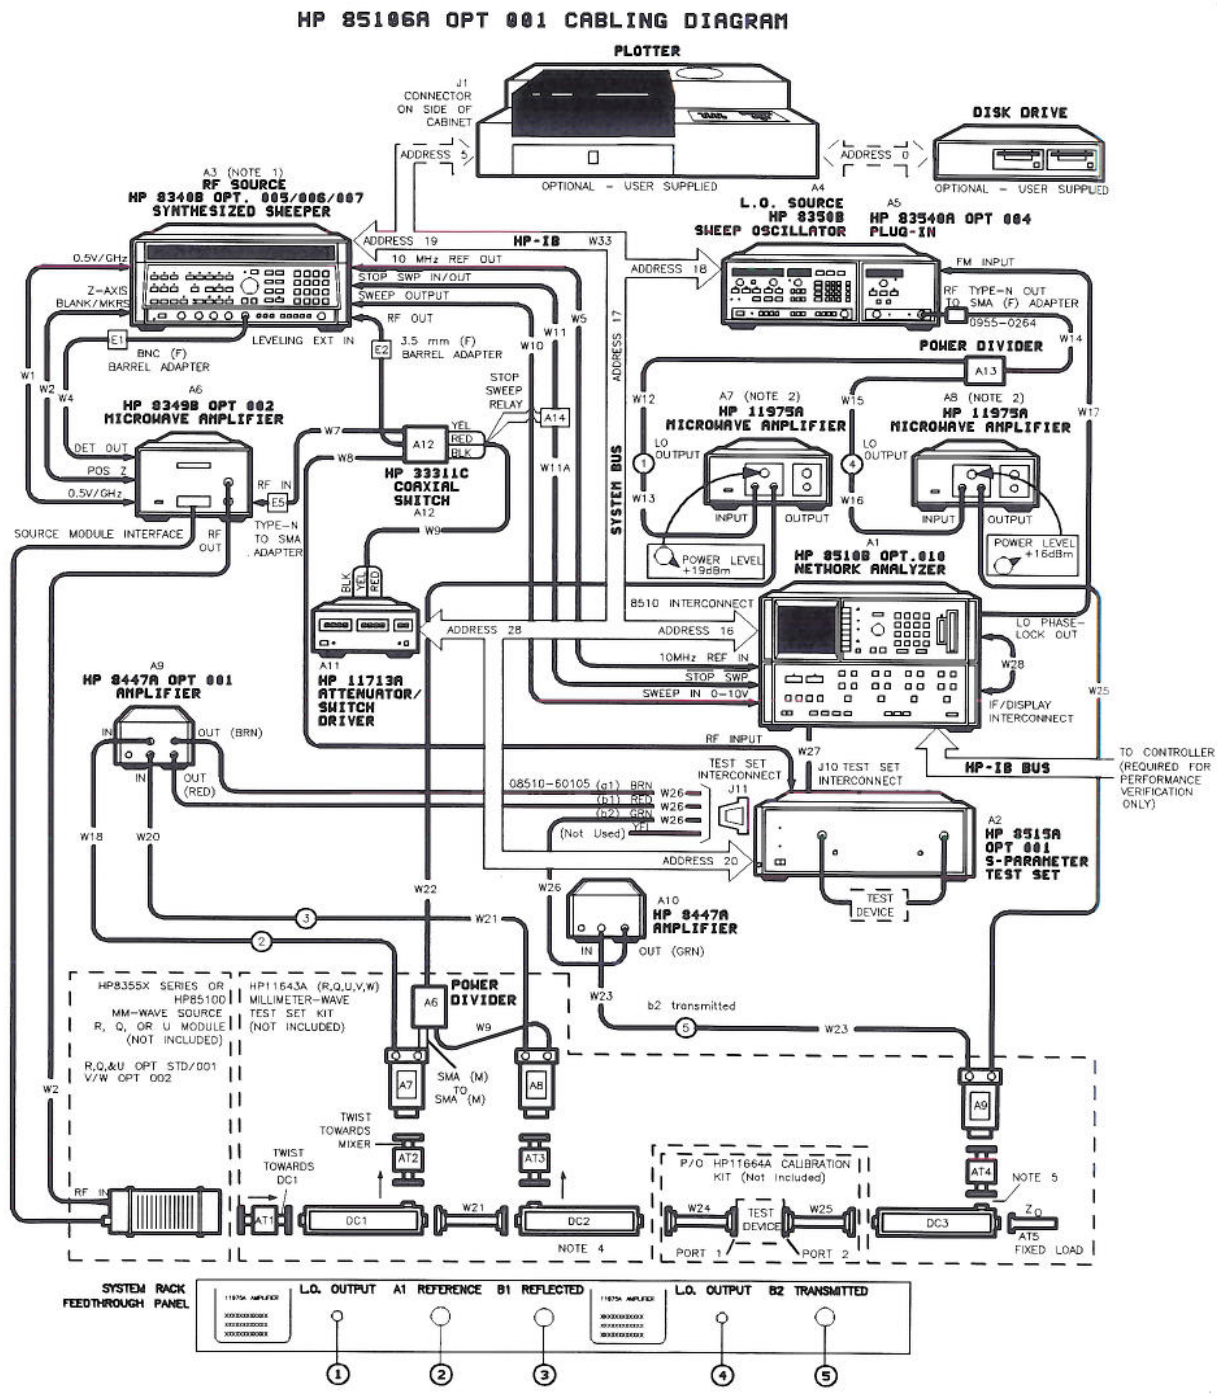 HP 85106A OPT 001 CABLING DIAGRAM
PLOTTER
J1
CONNECTOR
ON SIDE OF
CABINET
ADDRESS 5
DISK DRIVE
ADDRESS 0
OPTIONAL - USER SUPPLIED
OPTIONAL - USER SUPPLIED
A3 (NOTE 1)
RF SOURCE
HP 8340B OPT. 005/006/007
SYNTHESIZED SWEEPER
A4
L.O. SOURCE
HP 8350B
SWEEP OSCILLATOR
A5
HP 83540A OPT 004
PLUG-IN
ADDRESS 19
HP-IB
W33
0.5V/GHz
Z-AXIS
BLANK/MKRS
10 MHz REF OUT
STOP SWP IN/OUT
SWEEP OUTPUT
RF OUT
ADDRESS 18
FM INPUT
RF TYPE-N OUT
TO SMA (F) ADAPTER
0955-0264
E1
BNC (F)
BARREL ADAPTER
LEVELING EXT IN
E2
3.5 mm (F)
BARREL ADAPTER
W10
W11
W5
ADDRESS 17
SYSTEM BUS
POWER DIVIDER
A13
W14
W1
W2
W4
A6
HP 8349B OPT 002
MICROWAVE AMPLIFIER
STOP
SWEEP
RELAY
A14
W12
W15
W17
A7 (NOTE 2)
HP 11975A
MICROWAVE AMPLIFIER
A8 (NOTE 2)
HP 11975A
MICROWAVE AMPLIFIER
DET OUT
POS Z
0.5V/GHz
W7
W8
A12
YEL
RED
BLK
HP 33311C
COAXIAL
SWITCH
A12
W11A
LO
OUTPUT
1
W13
LO
OUTPUT
4
W16
RF IN
E5
TYPE-N
TO SMA
ADAPTER
SOURCE MODULE INTERFACE
RF
OUT
W9
INPUT
OUTPUT
INPUT
OUTPUT
POWER LEVEL
+19dBm
POWER LEVEL
+16dBm
A1
HP 8510B OPT.010
NETWORK ANALYZER
BLK
YEL
RED
8510 INTERCONNECT
ADDRESS 28
ADDRESS 16
LO PHASE-
LOCK OUT
10MHz REF IN
STOP SWP
SWEEP IN 0-10V
W28
W25
IF/DISPLAY
INTERCONNECT
A11
HP 11713A
ATTENUATOR/
SWITCH
DRIVER
A9
HP 8447A OPT 001
AMPLIFIER
IN
OUT (BRN)
IN
OUT
(RED)
RF INPUT
W27
TEST SET
INTERCONNECT
J11
J10 TEST SET
INTERCONNECT
HP-IB BUS
TO CONTROLLER
(REQUIRED FOR
PERFORMANCE
VERIFICATION
ONLY)
08510-60105 (a1) BRN W26
(b1) RED W26
(b2) GRN W26
(Not Used) YEL
A2
HP 8515A
OPT 001
S-PARAMETER
TEST SET
ADDRESS 20
TEST
DEVICE
W18
W20
W22
W26
A10
HP 8447A
AMPLIFIER
IN
OUT (GRN)
3
W21
2
W23
b2 transmitted
5
W23
HP8355X SERIES OR
HP85100
MM-WAVE SOURCE
R, Q, OR U MODULE
(NOT INCLUDED)
R,Q,&U OPT STD/001
V/W OPT 002
HP11643A (R,Q,U,V,W)
MILLIMETER-WAVE
TEST SET KIT
(NOT INCLUDED)
A6
POWER
DIVIDER
W9
SMA (M)
TO
SMA (M)
A7
A8
A9
W2
TWIST
TOWARDS
MIXER
AT2
AT3
AT4
NOTE 5
TWIST
TOWARDS
DC1
RF IN
AT1
DC1
W21
DC2
NOTE 4
P/O HP11664A CALIBRATION
KIT (Not Included)
W24
TEST
DEVICE
W25
PORT 1
PORT 2
DC3
Z0
AT5
FIXED LOAD
SYSTEM RACK
FEEDTHROUGH PANEL
11975A AMPLIFIER
XXXXXXXXXXX
XXXXXXXXXXX
XXXXXXXXXXX
L.O. OUTPUT
A1 REFERENCE
B1 REFLECTED
11975A AMPLIFIER
XXXXXXXXXXX
XXXXXXXXXXX
XXXXXXXXXXX
L.O. OUTPUT
B2 TRANSMITTED
1
2
3
4
5